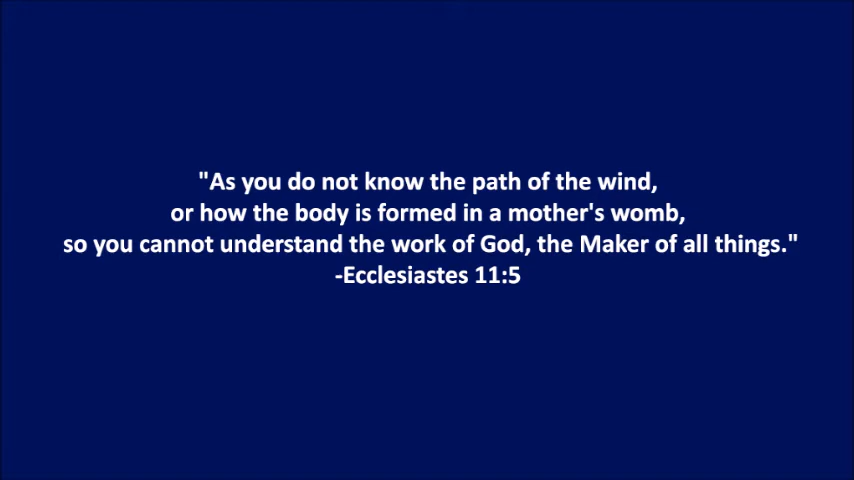 "As you do not know the path of the wind,
or how the body is formed in a mother's womb,
so you cannot understand the work of God, the Maker of all things."
-Ecclesiastes 11:5